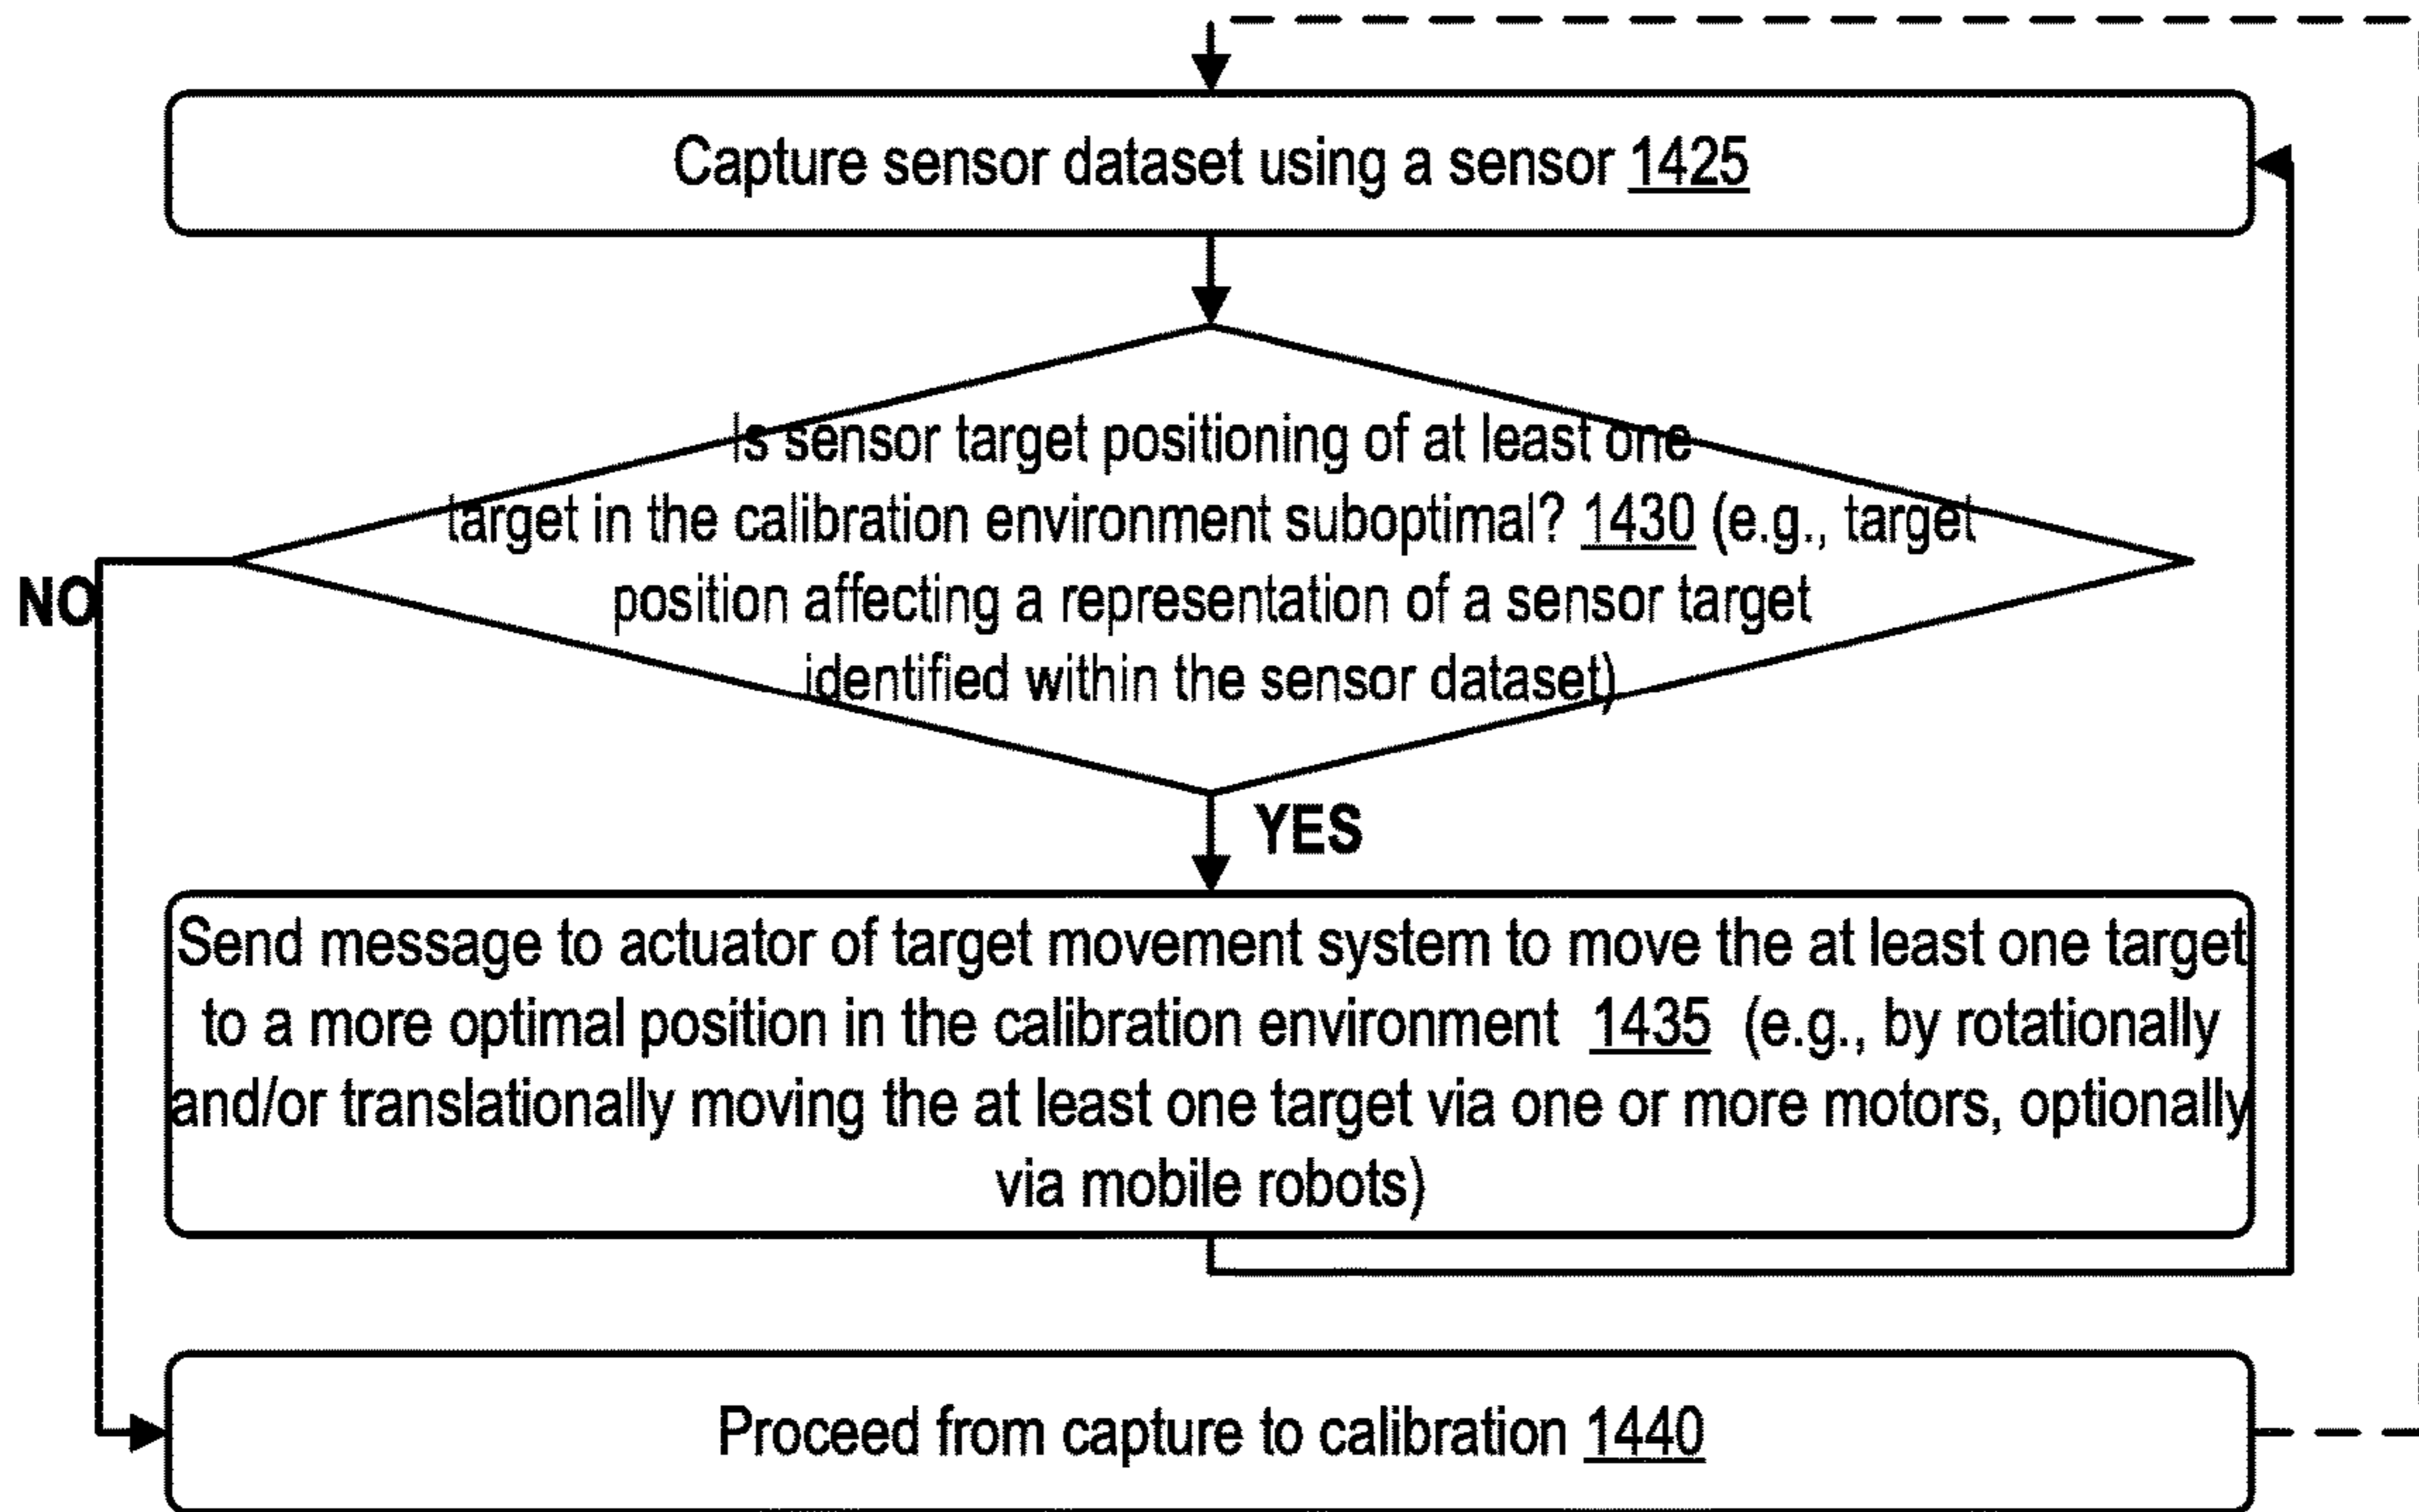 Capture sensor dataset using a sensor 1425
Is sensor target positioning of at least one
target in the calibration environment suboptimal? 1430 (e.g., target
position affecting a representation of a sensor target
identified within the sensor dataset)
NO
YES
Send message to actuator of target movement system to move the at least one target
to a more optimal position in the calibration environment 1435 (e.g., by rotationally
and/or translationally moving the at least one target via one or more motors, optionally
via mobile robots)
Proceed from capture to calibration 1440